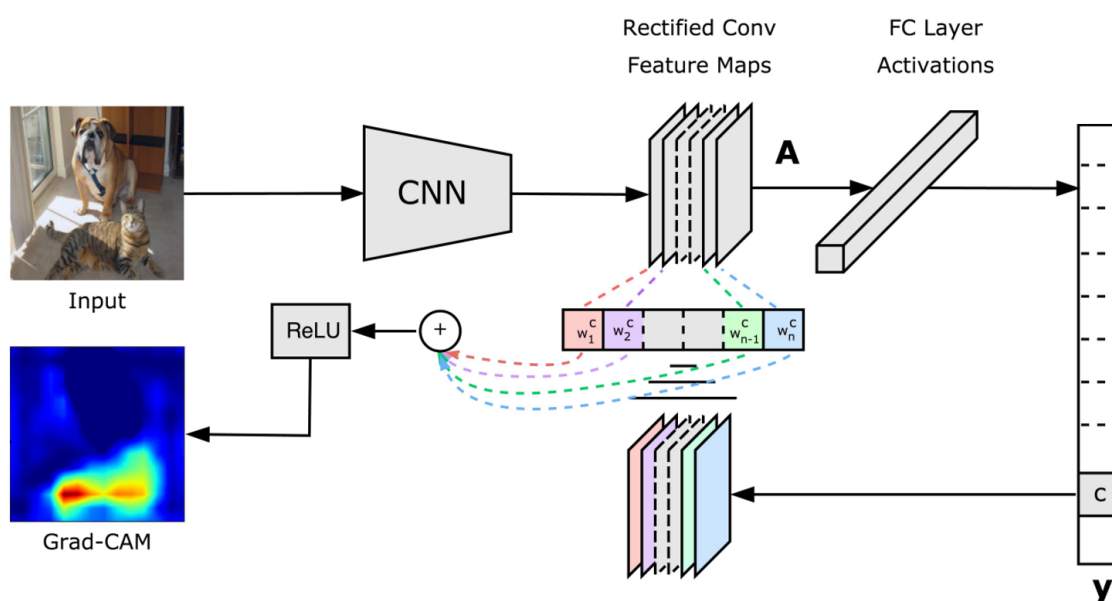 Rectified Conv
Feature Maps
FC Layer
Activations
CNN
A
Input
ReLU
+
w₁ᶜ
w₂ᶜ
wₙ₋₁ᶜ
wₙᶜ
c
Grad-CAM
y